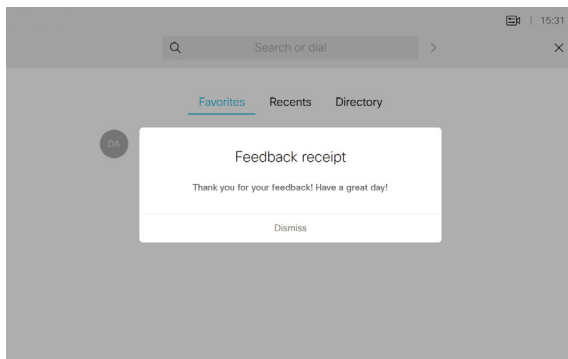 15:31
Search or dial
Favorites Recents Directory
DA
Feedback receipt
Thank you for your feedback! Have a great day!
Dismiss